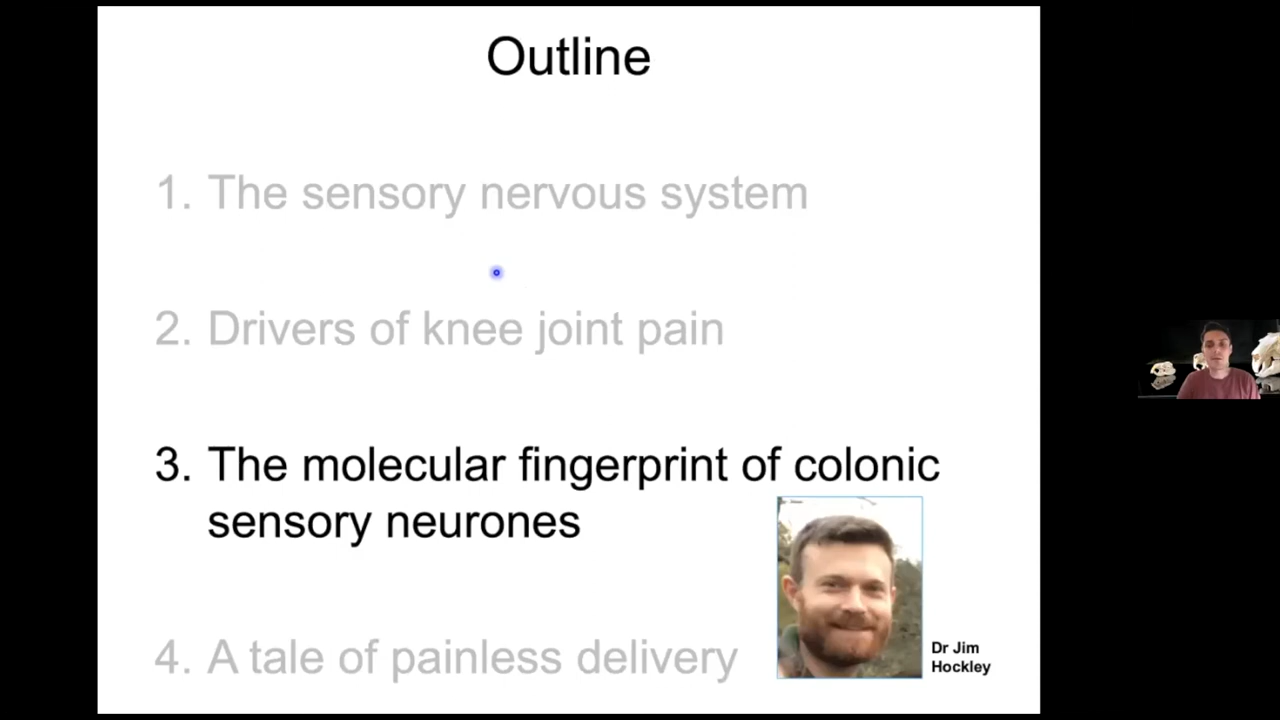 Outline
1. The sensory nervous system
2. Drivers of knee joint pain
3. The molecular fingerprint of colonic
sensory neurones
4. A tale of painless delivery
Dr Jim
Hockley